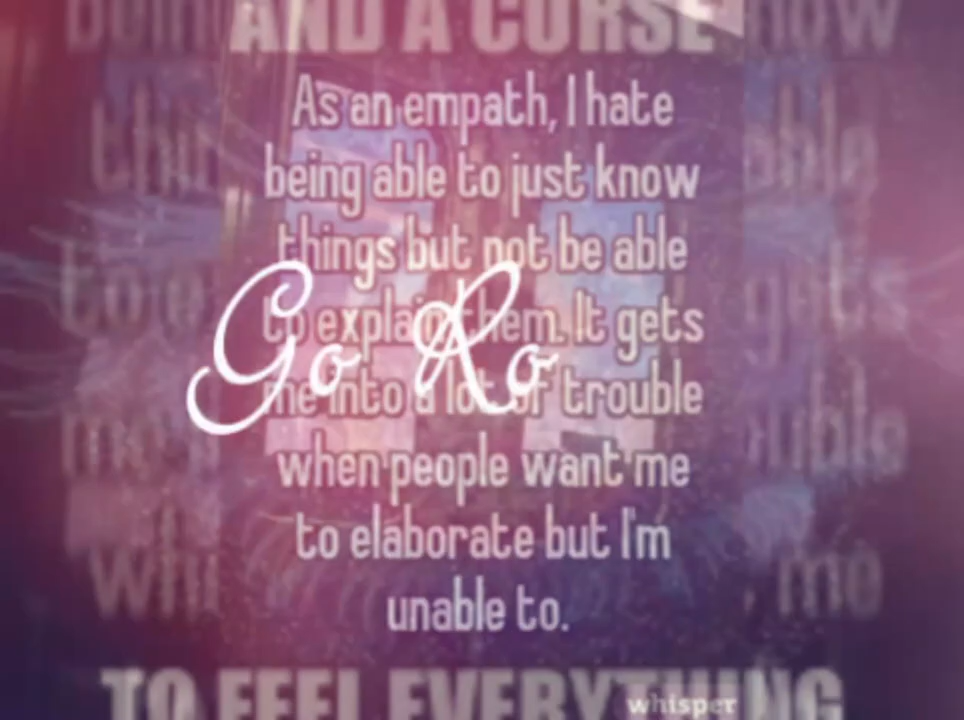 AND A CURSE
As an empath, I hate
being able to just know
things but not be able
to explain them. It gets
me into a lot of trouble
when people want me
to elaborate but I'm
unable to.
Go Ro
TO FEEL EVERYTHING
whisper